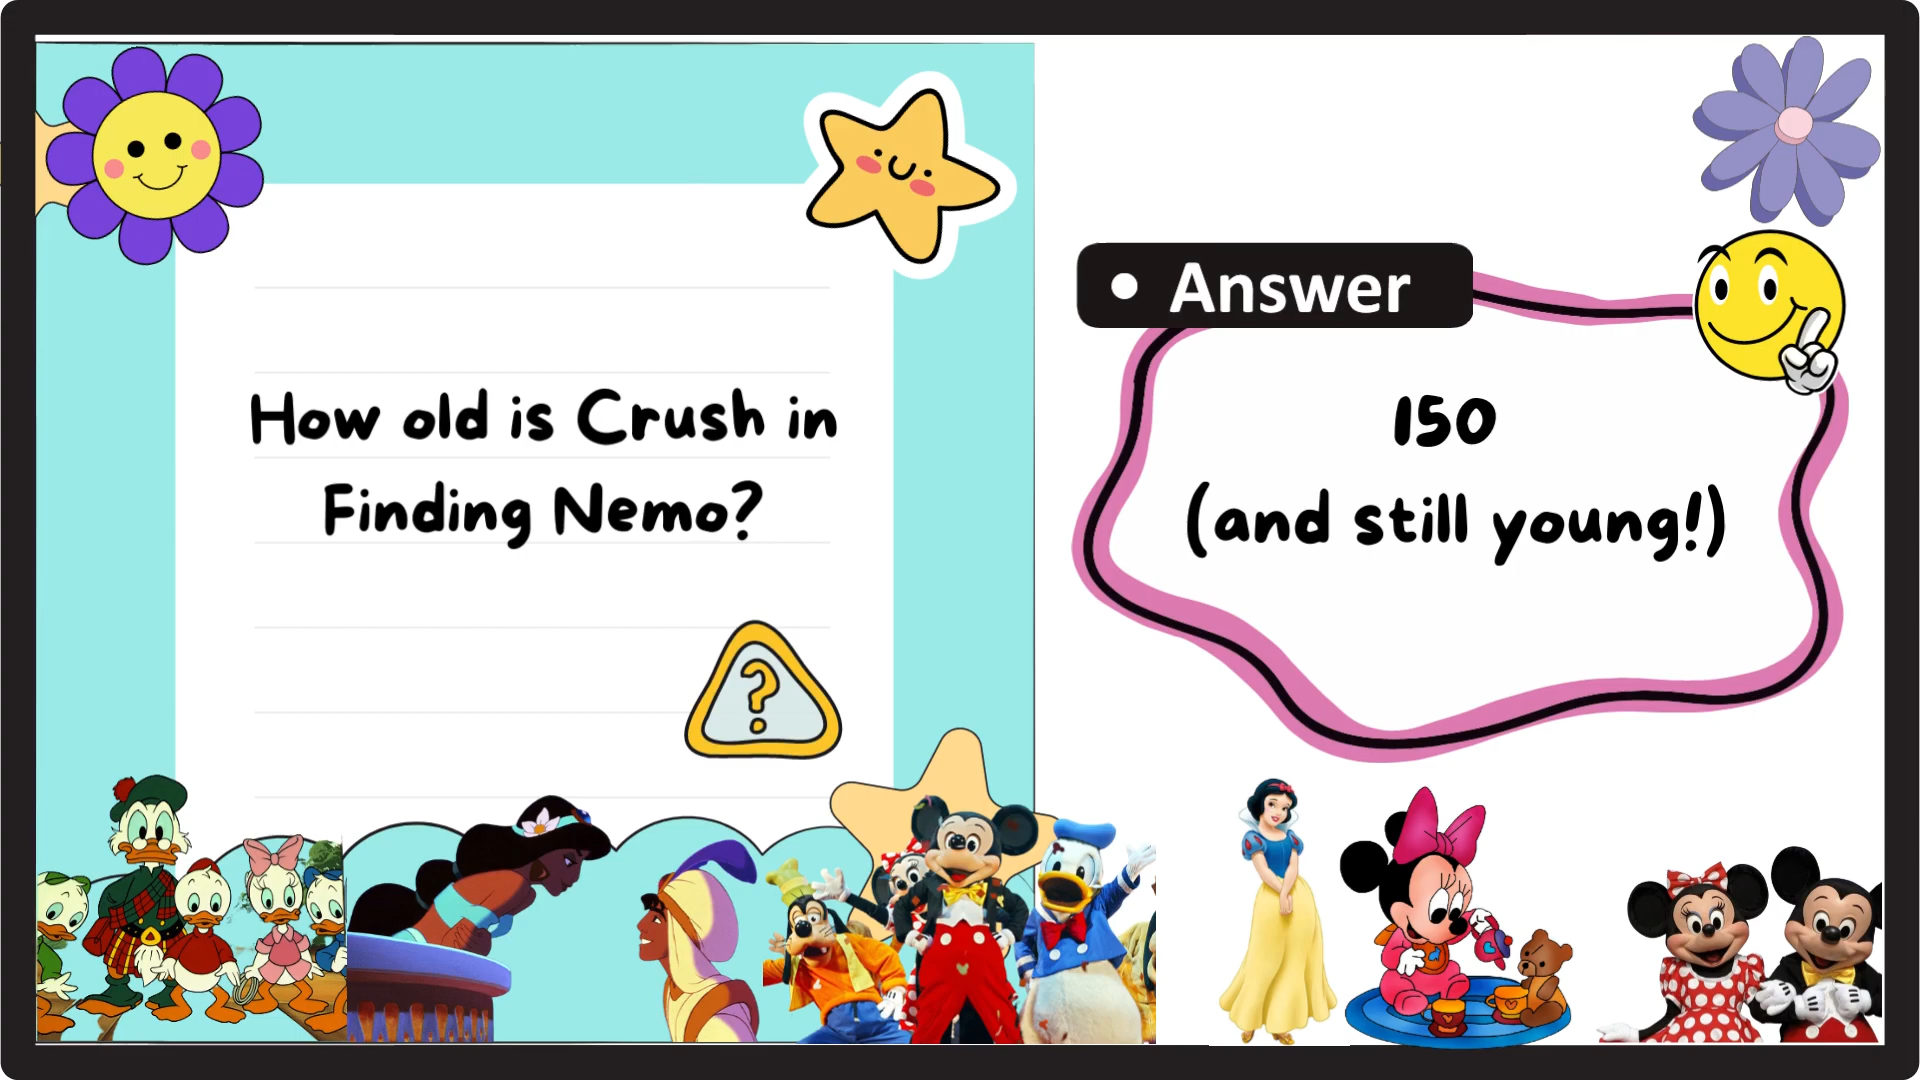 How old is Crush in
Finding Nemo?
?
Answer
150
(and still young!)